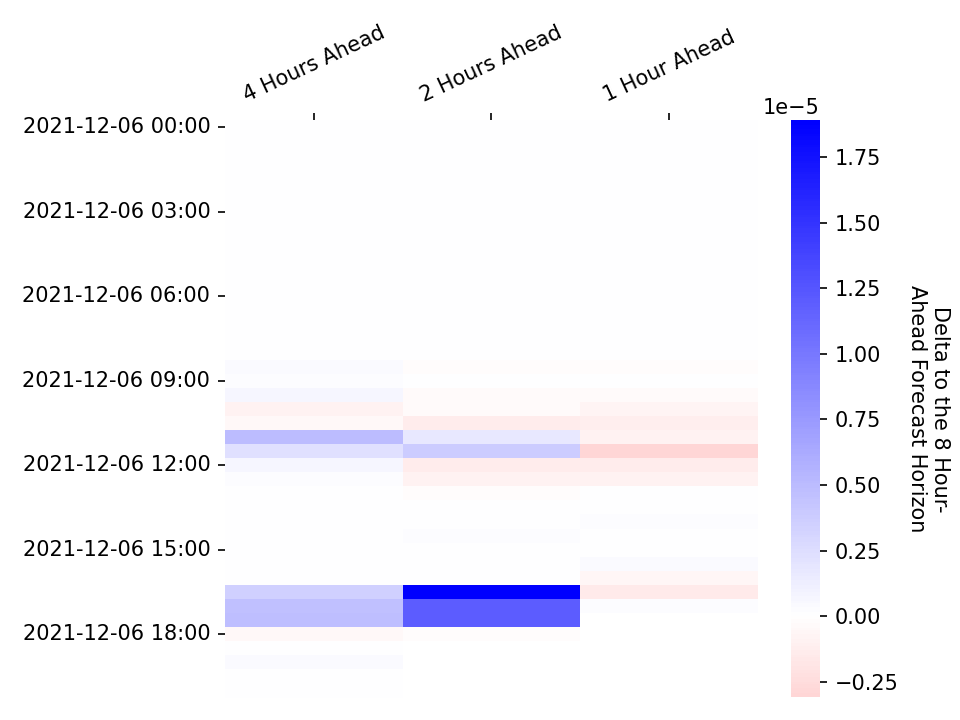 4 Hours Ahead
2 Hours Ahead
1 Hour Ahead
1e−5
2021-12-06 00:00
2021-12-06 03:00
2021-12-06 06:00
2021-12-06 09:00
2021-12-06 12:00
2021-12-06 15:00
2021-12-06 18:00
1.75
1.50
1.25
1.00
0.75
0.50
0.25
0.00
−0.25
Delta to the 8 Hour-
Ahead Forecast Horizon